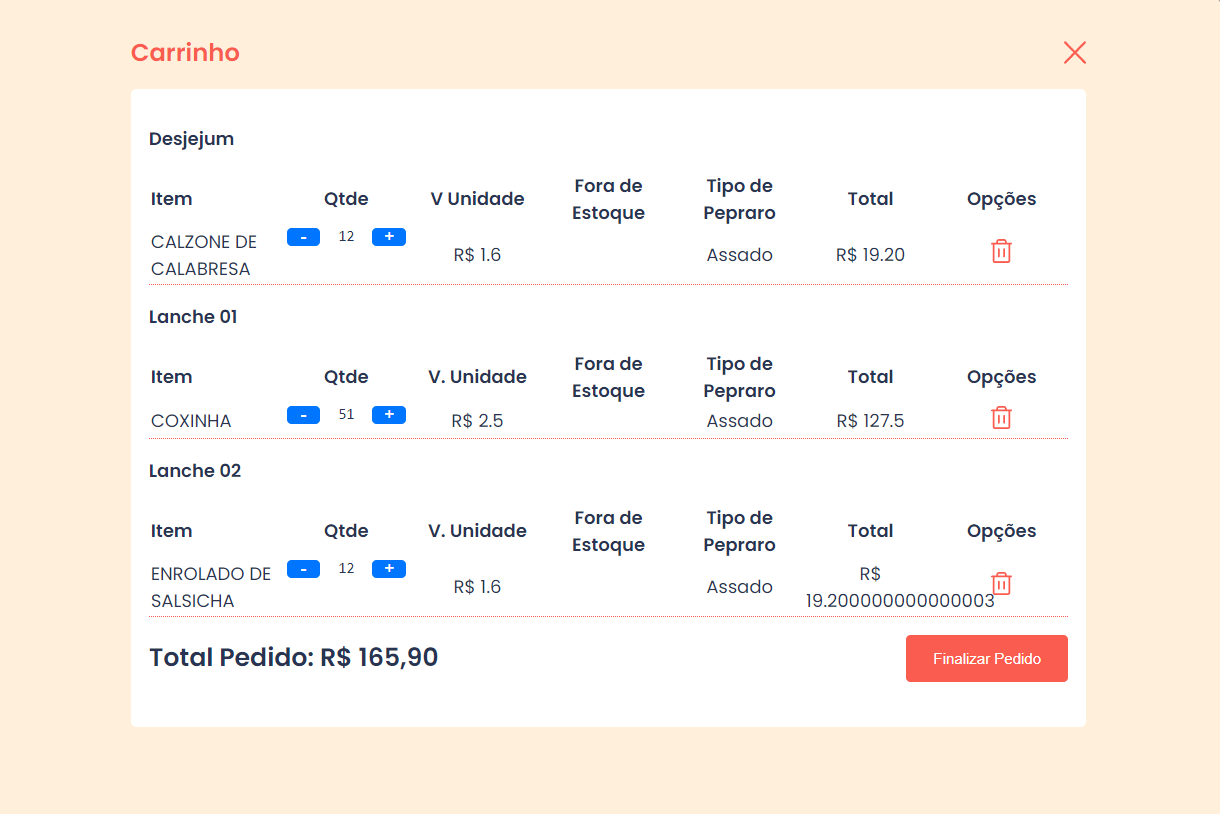 Carrinho
Desjejum
Item Qtde V Unidade Fora de Estoque Tipo de Pepraro Total Opções
CALZONE DE CALABRESA - 12 + R$ 1.6 Assado R$ 19.20
Lanche 01
Item Qtde V. Unidade Fora de Estoque Tipo de Pepraro Total Opções
COXINHA - 51 + R$ 2.5 Assado R$ 127.5
Lanche 02
Item Qtde V. Unidade Fora de Estoque Tipo de Pepraro Total Opções
ENROLADO DE SALSICHA - 12 + R$ 1.6 Assado R$ 19.200000000000003
Total Pedido: R$ 165,90 Finalizar Pedido